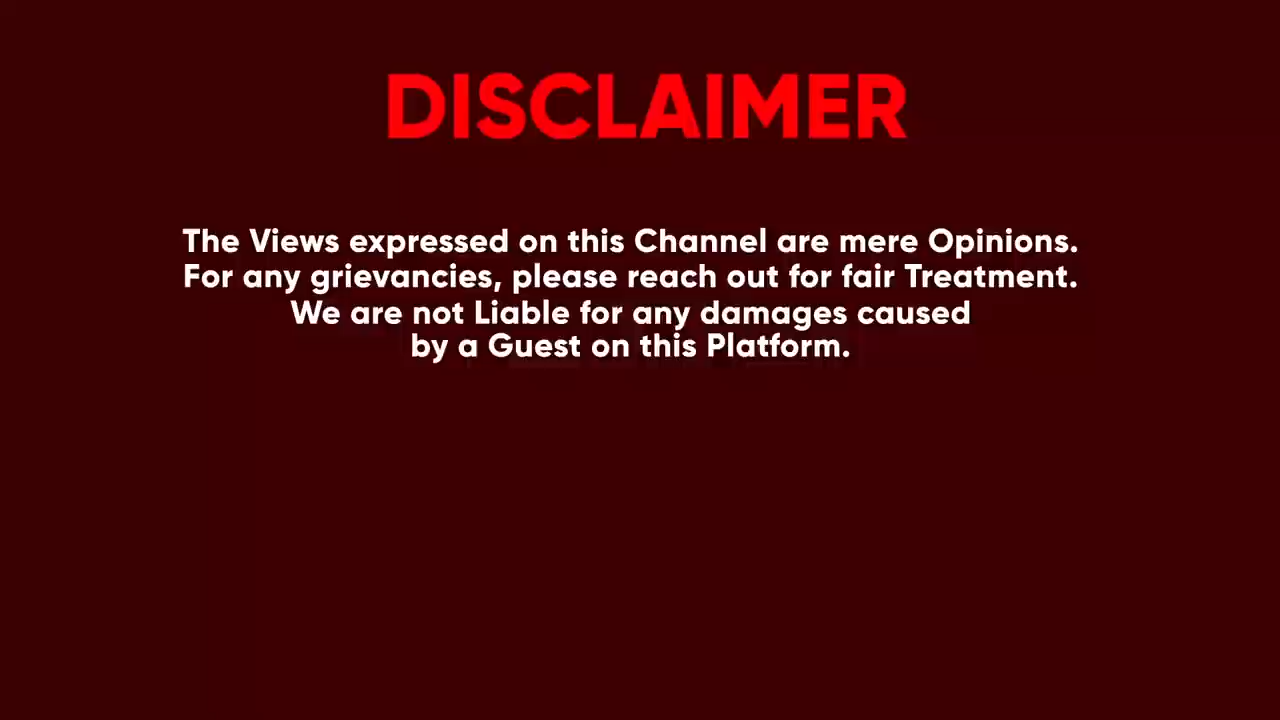 DISCLAIMER
The Views expressed on this Channel are mere Opinions.
For any grievancies, please reach out for fair Treatment.
We are not Liable for any damages caused
by a Guest on this Platform.